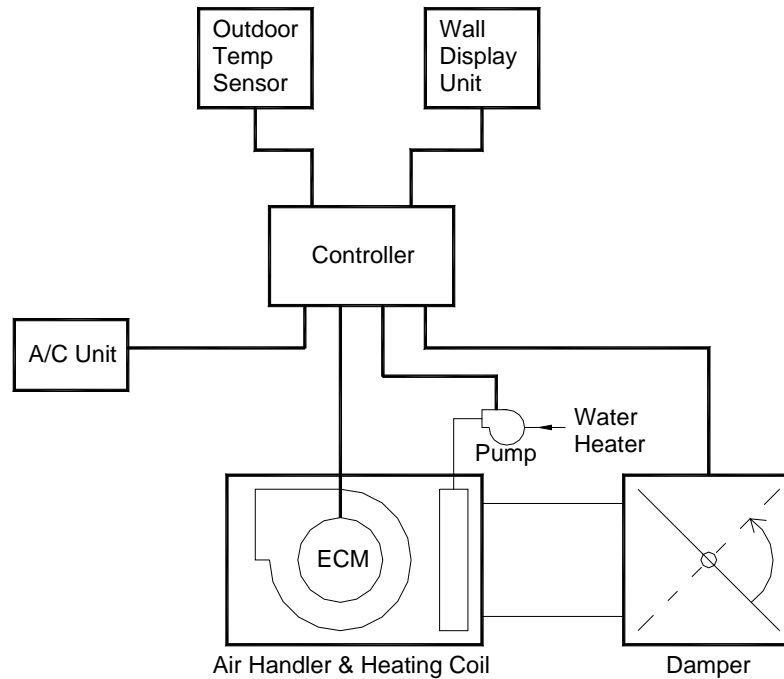 Outdoor
Temp
Sensor
Wall
Display
Unit
Controller
A/C Unit
Water
Heater
Pump
ECM
Air Handler & Heating Coil
Damper